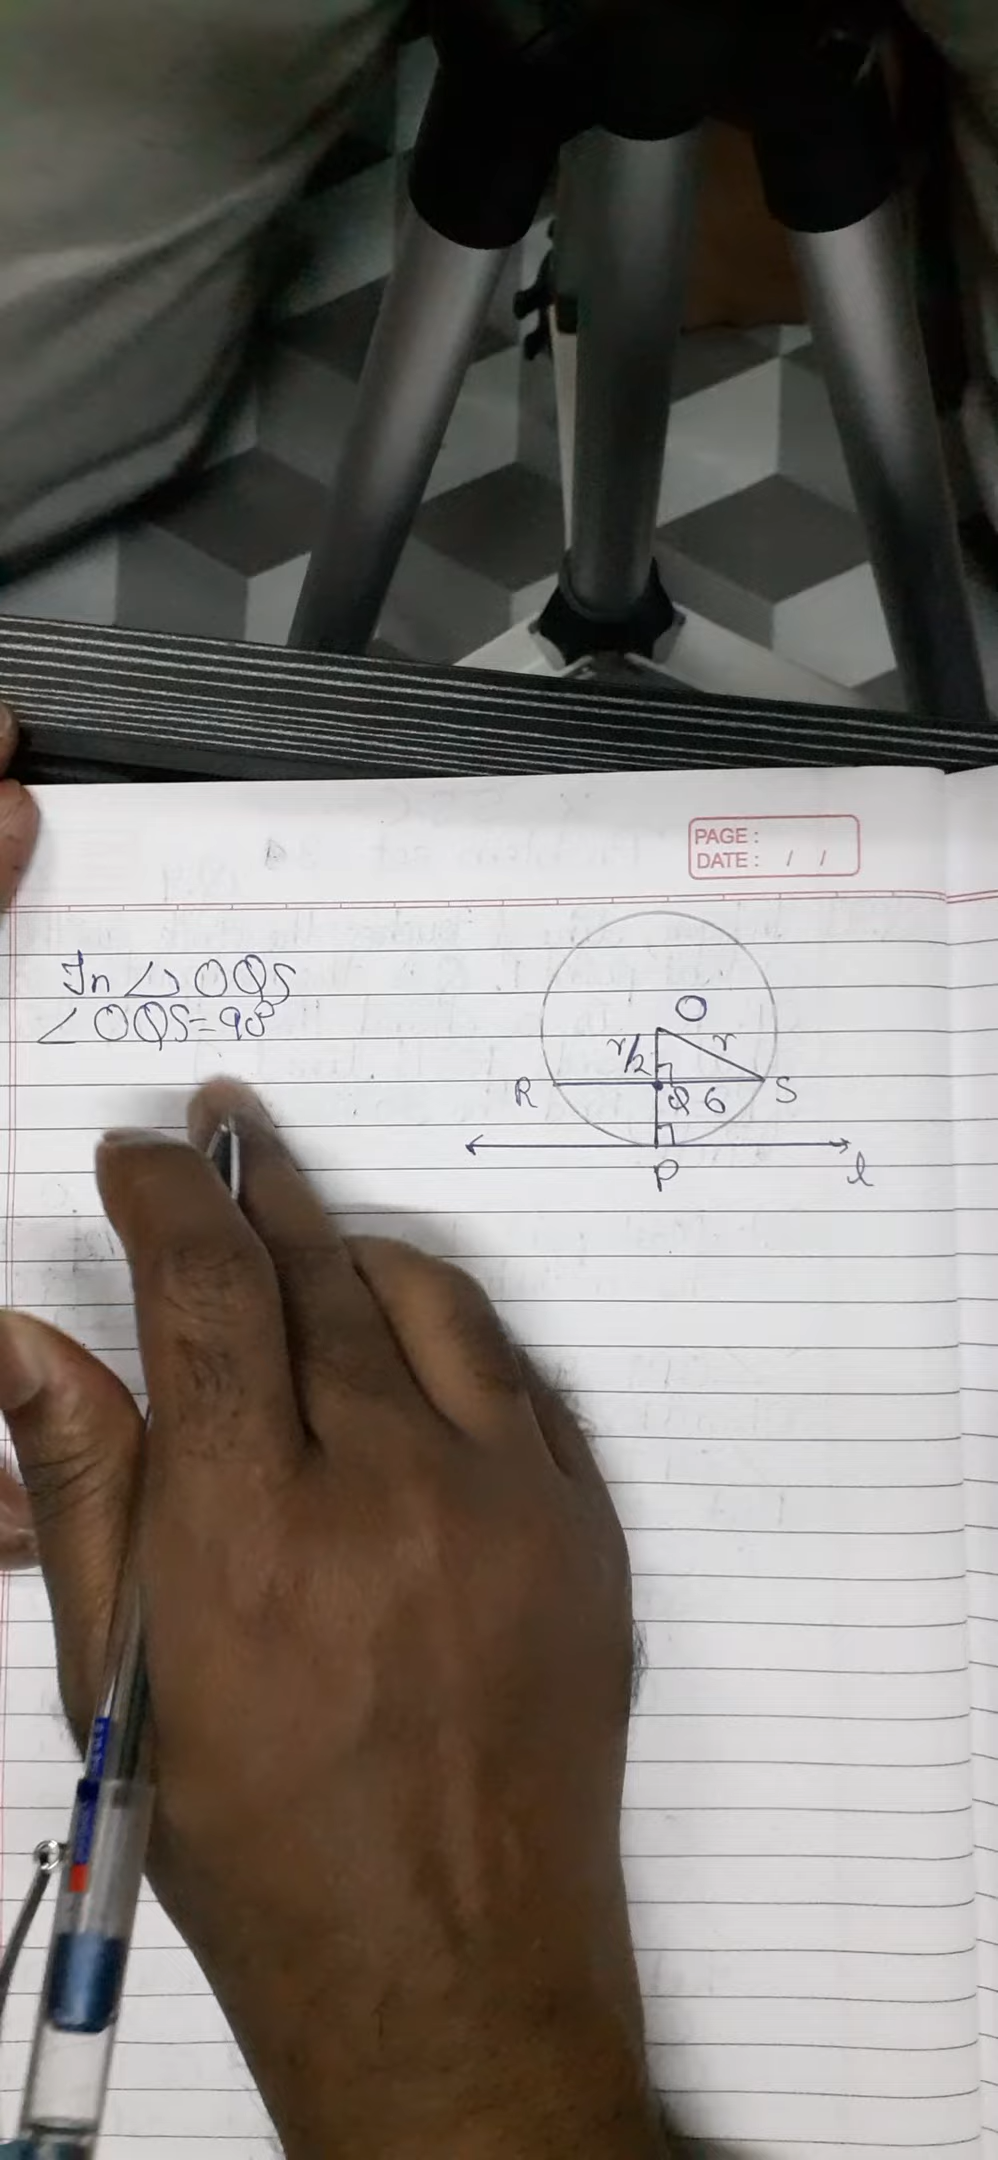 PAGE :
DATE : / /
In △ OQS
∠OQS=90°
O
r/2
r
R
Q 6
S
P
l